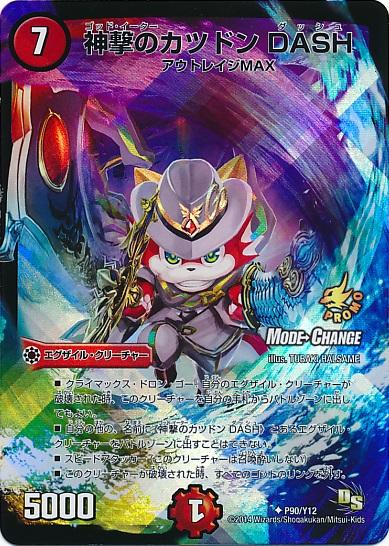 7
ゴッド・イーター ダッシュ
神撃のカツドン DASH
アウトレイジMAX
PROMO
MODE CHANGE
illus. TUBAKI HALSAME
エグザイル・クリーチャー
■ クライマックス・ドロン・ゴー:自分のエグザイル・クリーチャーが
破壊された時、このクリーチャーを自分の手札からバトルゾーンに出し
てもよい。
■ 自分の他の、名前に《神撃のカツドン DASH》とあるエグザイル・
クリーチャーをバトルゾーンに出すことはできない。
■ スピードアタッカー(このクリーチャーは召喚酔いしない)
■ このクリーチャーが破壊された時、すべてのゴッドのリンクを外す。
5000
1
DS
◆ P90/Y12
©2014 Wizards/Shogakukan/Mitsui-Kids